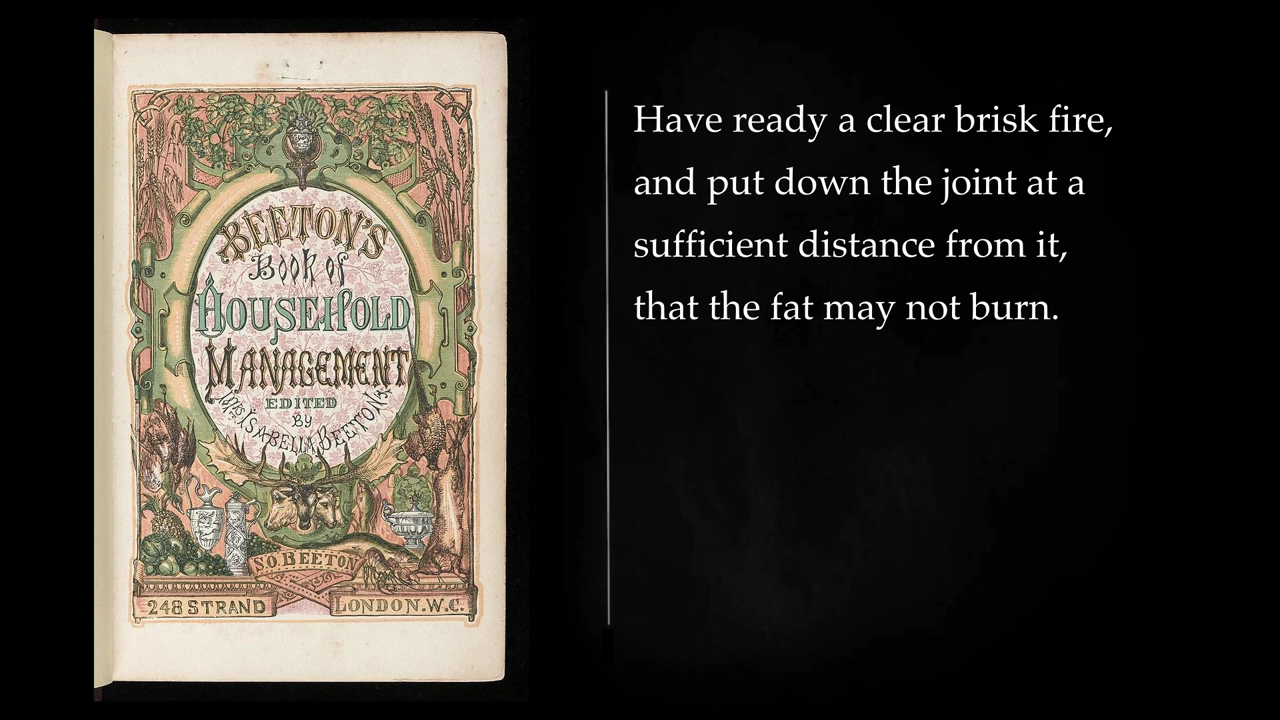 BEETON'S
Book of
HOUSEHOLD
MANAGEMENT
EDITED
BY
MRS ISABELLA BEETON
S.O. BEETON
248 STRAND
LONDON.W.C.
Have ready a clear brisk fire,
and put down the joint at a
sufficient distance from it,
that the fat may not burn.